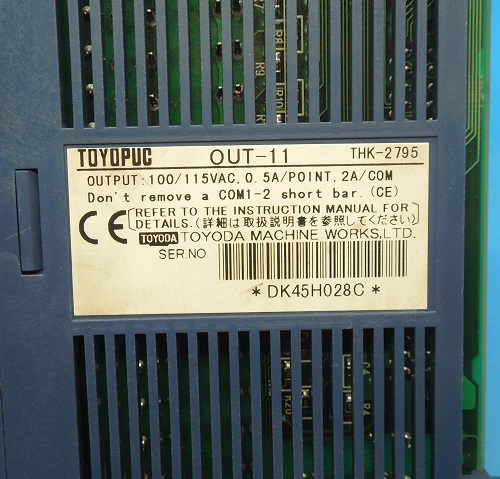 TOYOPUC OUT-11 THK-2795
OUTPUT:100/115VAC,0.5A/POINT,2A/COM
Don't remove a COM1-2 short bar.(CE)
CE REFER TO THE INSTRUCTION MANUAL FOR
DETAILS.(詳細は取扱説明書を参照してください)
TOYODA TOYODA MACHINE WORKS,LTD.
SER.NO
*DK45H028C*